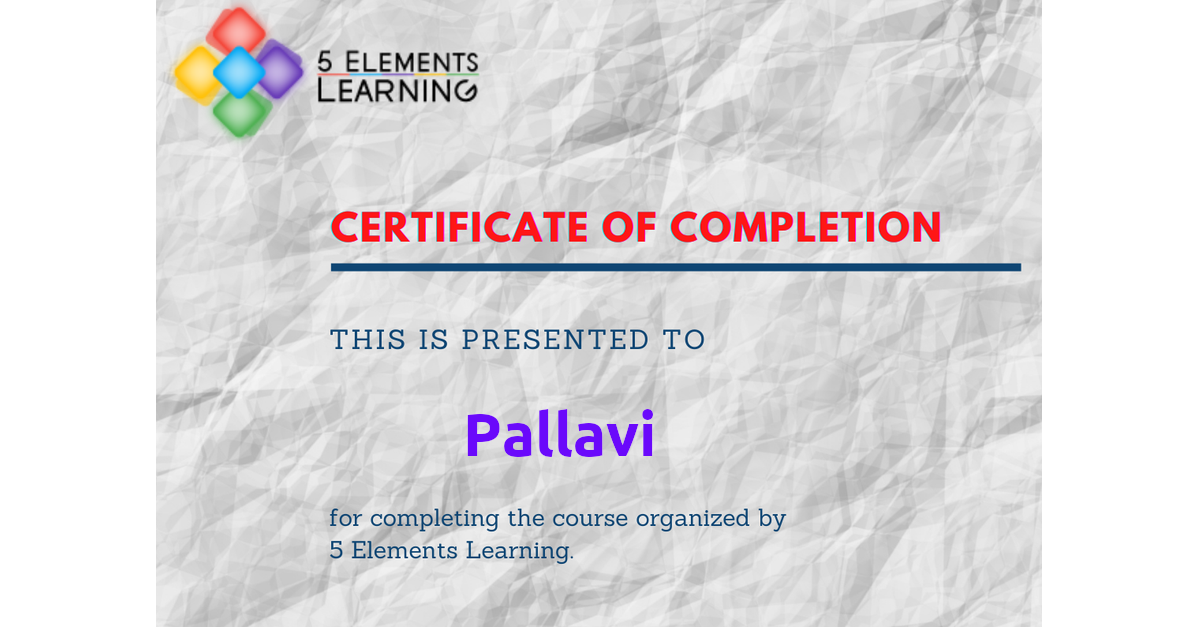 5 ELEMENTS
LEARNING
CERTIFICATE OF COMPLETION
THIS IS PRESENTED TO
Pallavi
for completing the course organized by
5 Elements Learning.